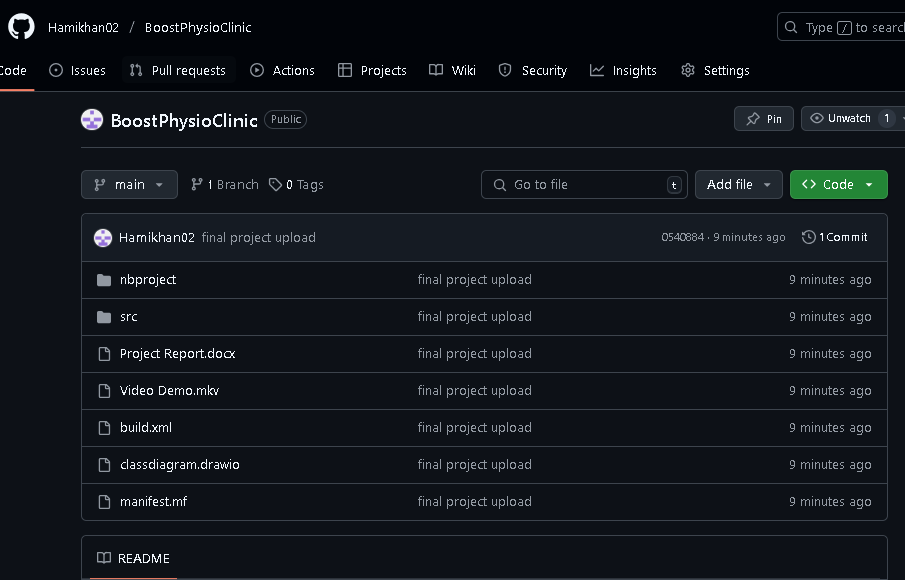 Hamikhan02 / BoostPhysioClinic
Type / to searc
Code Issues Pull requests Actions Projects Wiki Security Insights Settings
BoostPhysioClinic Public
Pin Unwatch 1
main 1 Branch 0 Tags Go to file t Add file <> Code
Hamikhan02 final project upload 0540884 · 9 minutes ago 1 Commit
nbproject final project upload 9 minutes ago
src final project upload 9 minutes ago
Project Report.docx final project upload 9 minutes ago
Video Demo.mkv final project upload 9 minutes ago
build.xml final project upload 9 minutes ago
classdiagram.drawio final project upload 9 minutes ago
manifest.mf final project upload 9 minutes ago
README